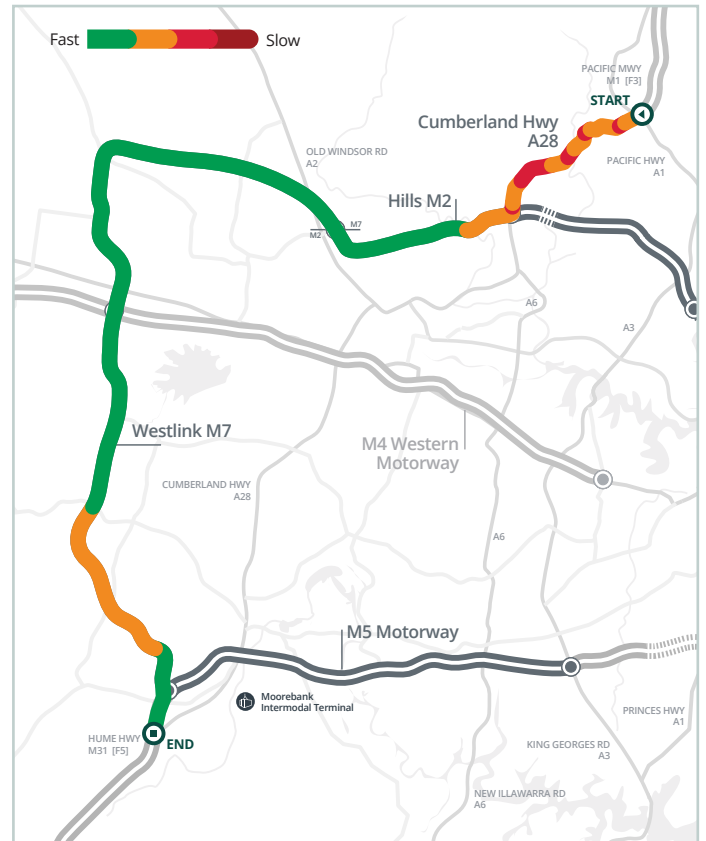 Fast
Slow
PACIFIC MWY
M1 [F3]
START
Cumberland Hwy
A28
OLD WINDSOR RD
A2
PACIFIC HWY
A1
Hills M2
M7
M2
A6
A3
Westlink M7
M4 Western
Motorway
CUMBERLAND HWY
A28
A6
M5 Motorway
Moorebank
Intermodal Terminal
PRINCES HWY
A1
HUME HWY
M31 [F5]
END
KING GEORGES RD
A3
NEW ILLAWARRA RD
A6